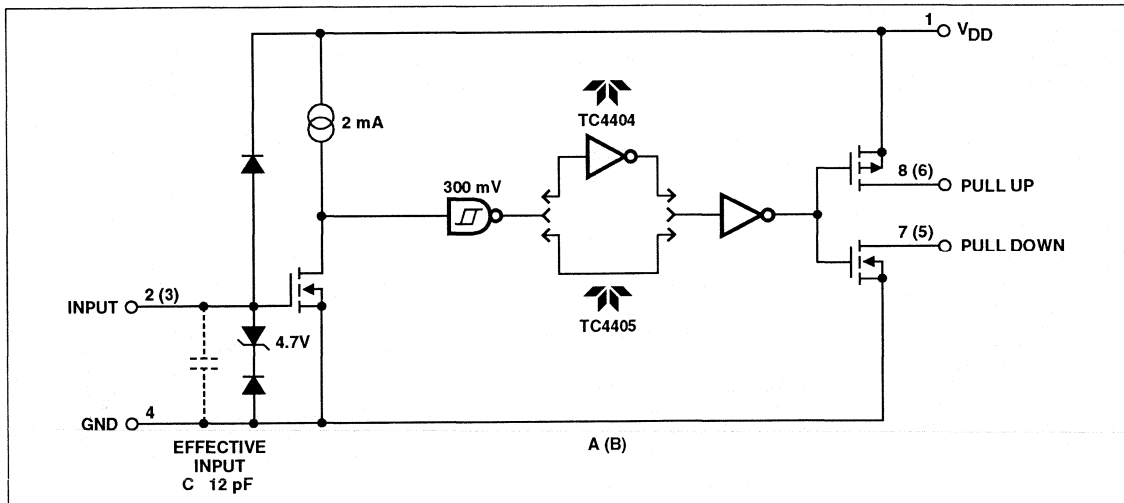 1
VDD
2 mA
TC4404
300 mV
8 (6)
PULL UP
7 (5)
PULL DOWN
INPUT
2 (3)
4.7V
TC4405
GND
4
EFFECTIVE
INPUT
C 12 pF
A (B)